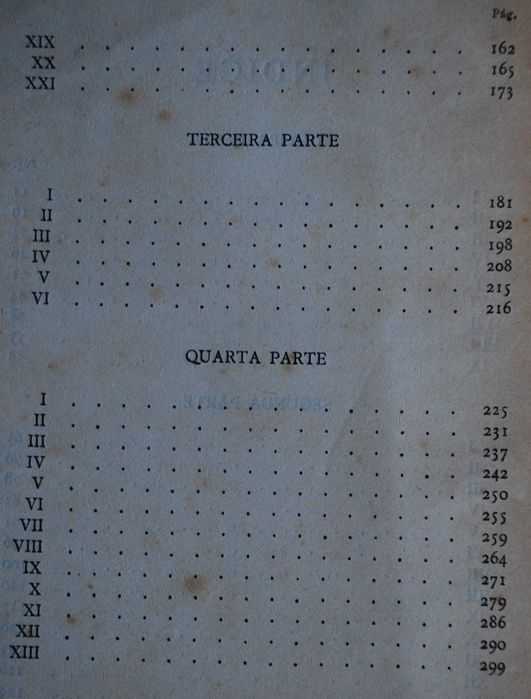 Pág.
XIX . . . . . . . . . . . . . . . . 162
XX . . . . . . . . . . . . . . . . 165
XXI . . . . . . . . . . . . . . . . 173
TERCEIRA PARTE
I . . . . . . . . . . . . . . . . 181
II . . . . . . . . . . . . . . . . 192
III . . . . . . . . . . . . . . . . 198
IV . . . . . . . . . . . . . . . . 208
V . . . . . . . . . . . . . . . . 215
VI . . . . . . . . . . . . . . . . 216
QUARTA PARTE
I . . . . . . . . . . . . . . . . 225
II . . . . . . . . . . . . . . . . 231
III . . . . . . . . . . . . . . . . 237
IV . . . . . . . . . . . . . . . . 242
V . . . . . . . . . . . . . . . . 250
VI . . . . . . . . . . . . . . . . 255
VII . . . . . . . . . . . . . . . . 259
VIII . . . . . . . . . . . . . . . . 264
IX . . . . . . . . . . . . . . . . 271
X . . . . . . . . . . . . . . . . 279
XI . . . . . . . . . . . . . . . . 286
XII . . . . . . . . . . . . . . . . 290
XIII . . . . . . . . . . . . . . . . 299